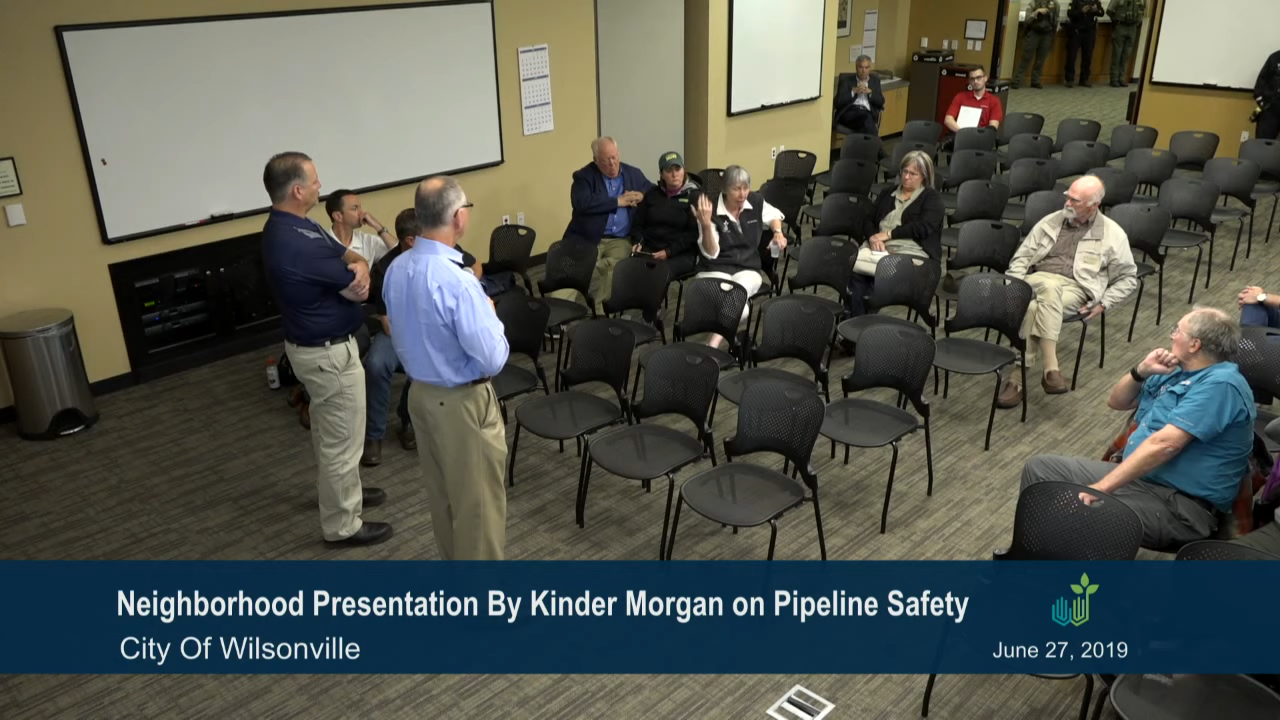 Neighborhood Presentation By Kinder Morgan on Pipeline Safety
City Of Wilsonville
June 27, 2019